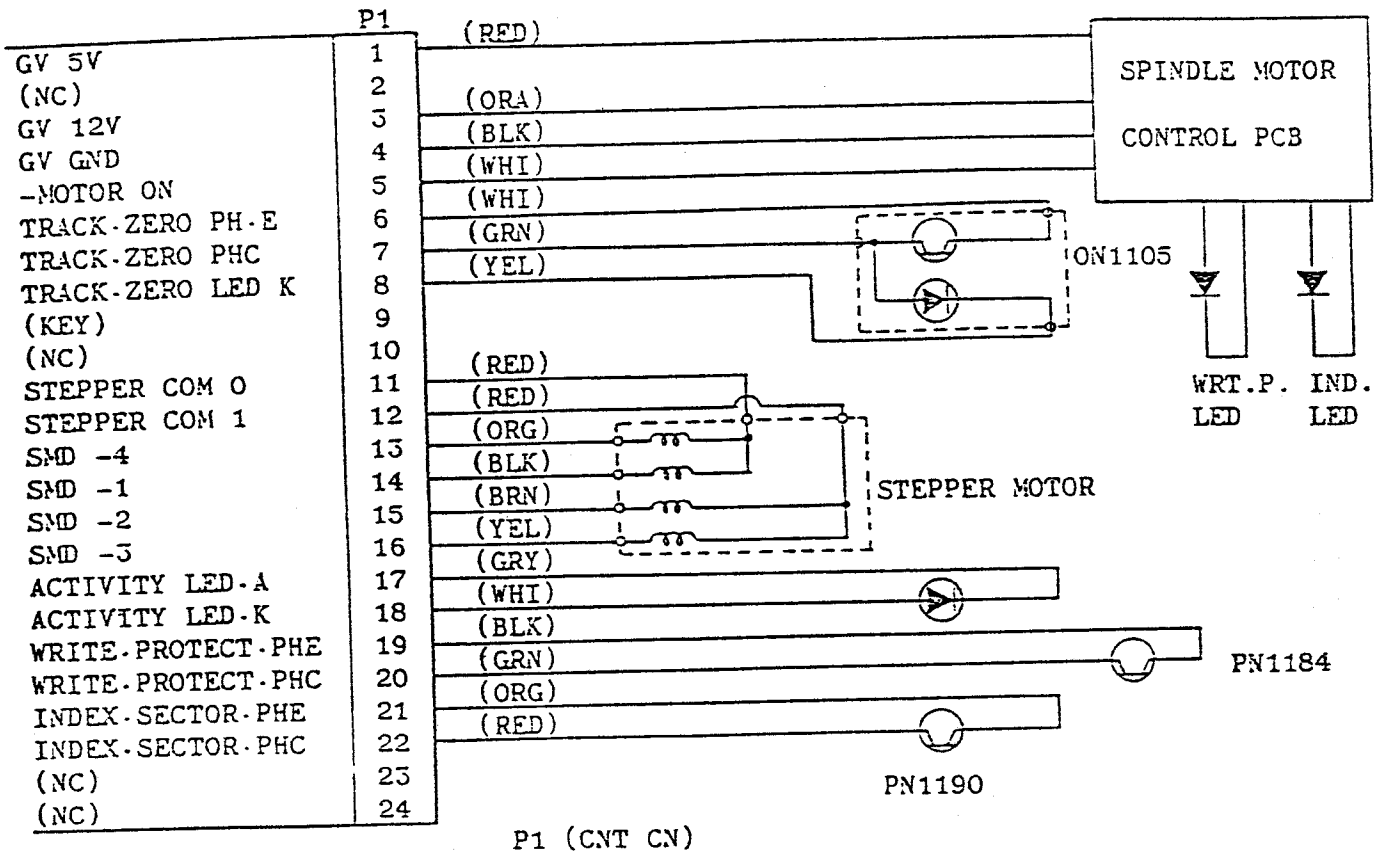 P1
GV 5V 1 (RED)
(NC) 2
GV 12V 3 (ORA)
GV GND 4 (BLK)
-MOTOR ON 5 (WHI)
TRACK-ZERO PH-E 6 (WHI)
TRACK-ZERO PHC 7 (GRN)
TRACK-ZERO LED K 8 (YEL)
(KEY) 9
(NC) 10
STEPPER COM 0 11 (RED)
STEPPER COM 1 12 (RED)
SMD -4 13 (ORG)
SMD -1 14 (BLK)
SMD -2 15 (BRN)
SMD -3 16 (YEL)
ACTIVITY LED-A 17 (GRY)
ACTIVITY LED-K 18 (WHI)
WRITE-PROTECT-PHE 19 (BLK)
WRITE-PROTECT-PHC 20 (GRN)
INDEX-SECTOR-PHE 21 (ORG)
INDEX-SECTOR-PHC 22 (RED)
(NC) 23
(NC) 24
SPINDLE MOTOR
CONTROL PCB
ON1105
WRT.P.
LED
IND.
LED
STEPPER MOTOR
PN1184
PN1190
P1 (CNT CN)